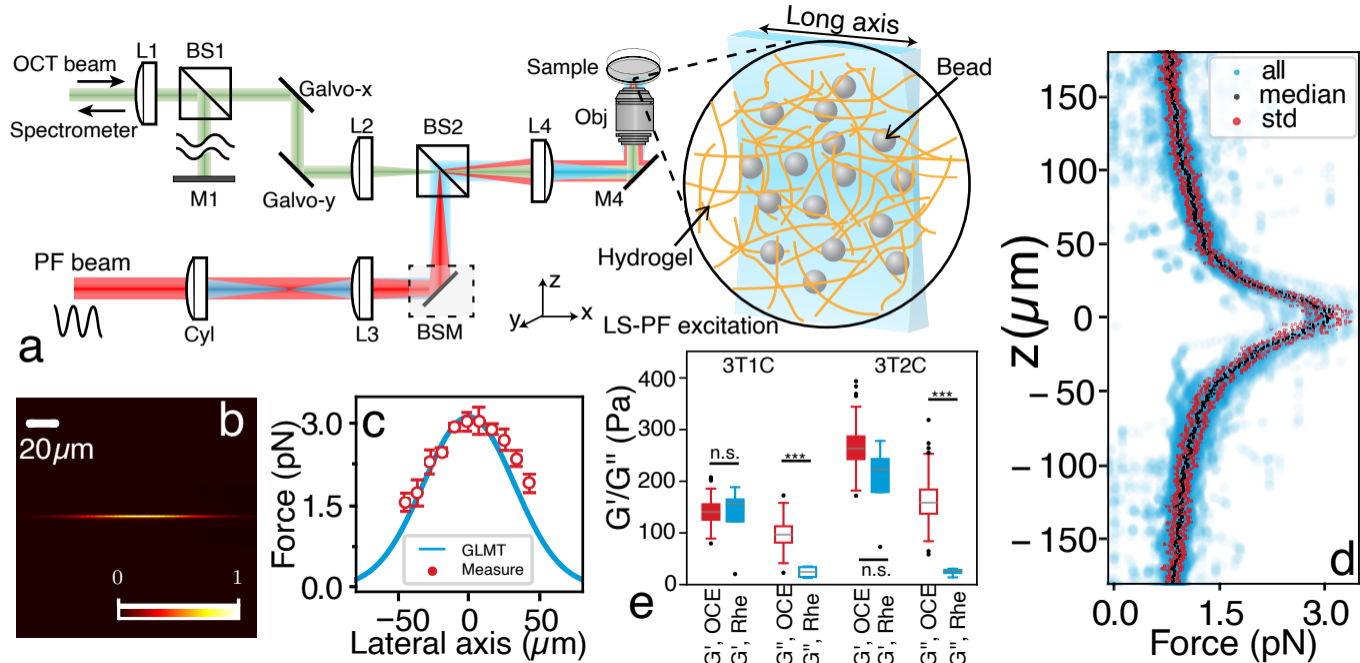 L1
BS1
OCT beam
Spectrometer
M1
Galvo-x
Galvo-y
L2
BS2
L4
Sample
Obj
M4
Long axis
Bead
Hydrogel
LS-PF excitation
PF beam
Cyl
L3
BSM
z
y
x
a
b
20μm
0
1
c
Force (pN)
3.0
1.5
0.0
GLMT
Measure
−50
0
50
Lateral axis (μm)
e
G'/G'' (Pa)
400
300
200
100
0
3T1C
3T2C
n.s.
***
n.s.
***
G', OCE
G', Rhe
G'', OCE
G'', Rhe
G', OCE
G', Rhe
G'', OCE
G'', Rhe
d
z(μm)
150
100
50
0
−50
−100
−150
all
median
std
0.0
1.5
3.0
Force (pN)